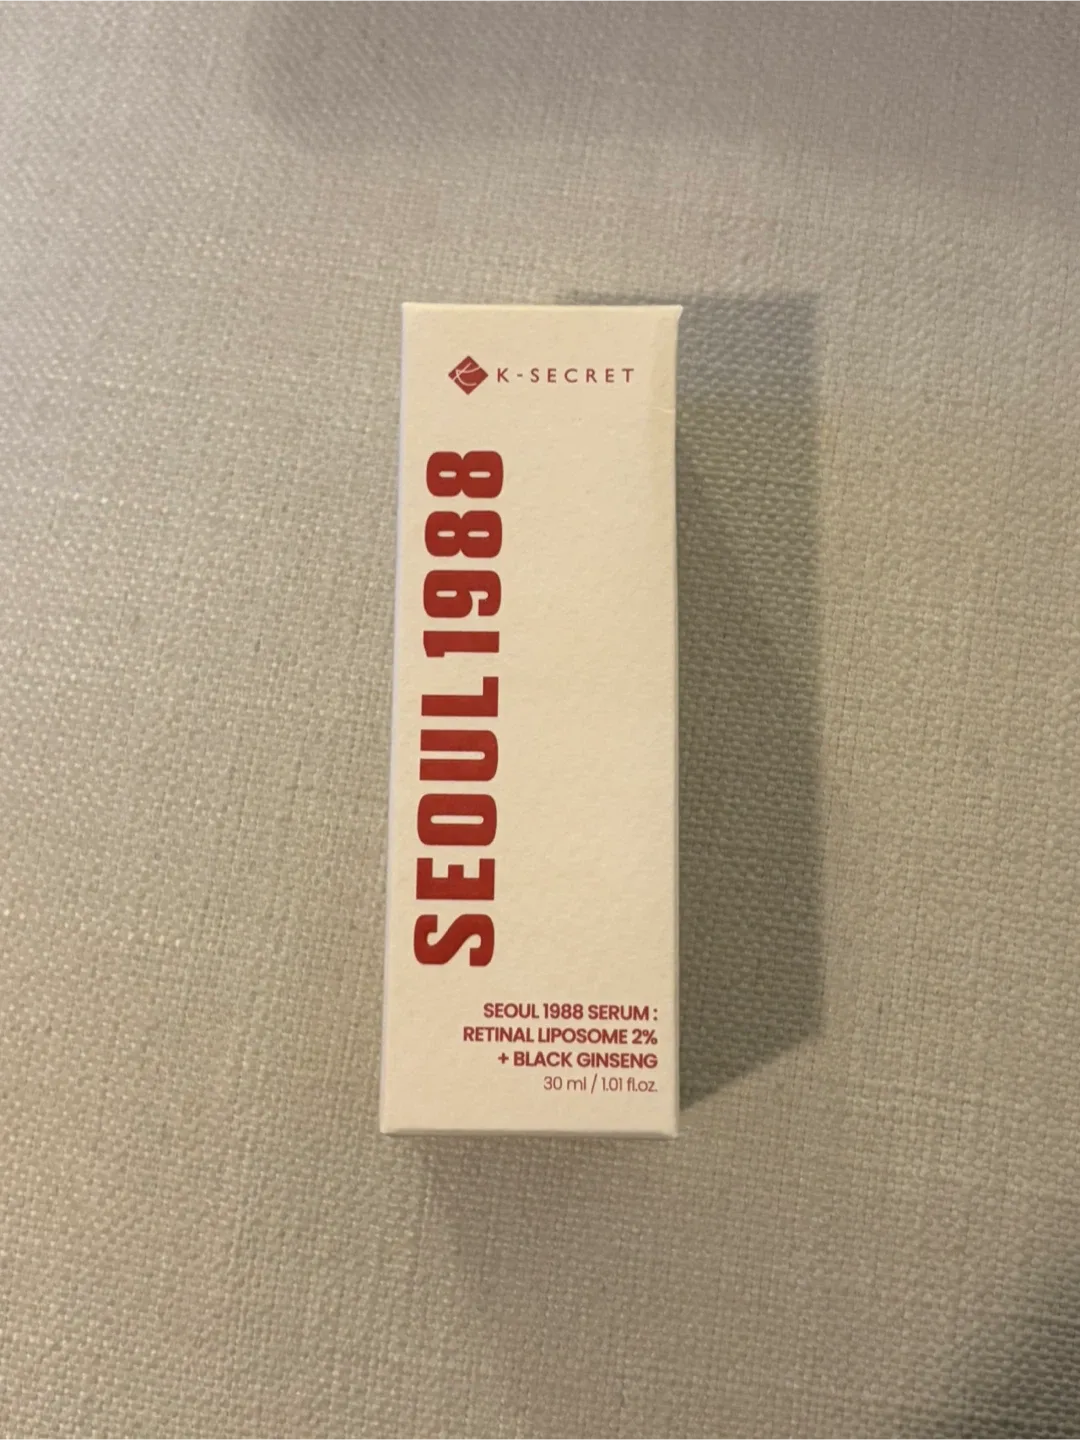 K-SECRET
SEOUL1988
SEOUL 1988 SERUM :
RETINAL LIPOSOME 2%
+ BLACK GINSENG
30 ml / 1.01 fl.oz.